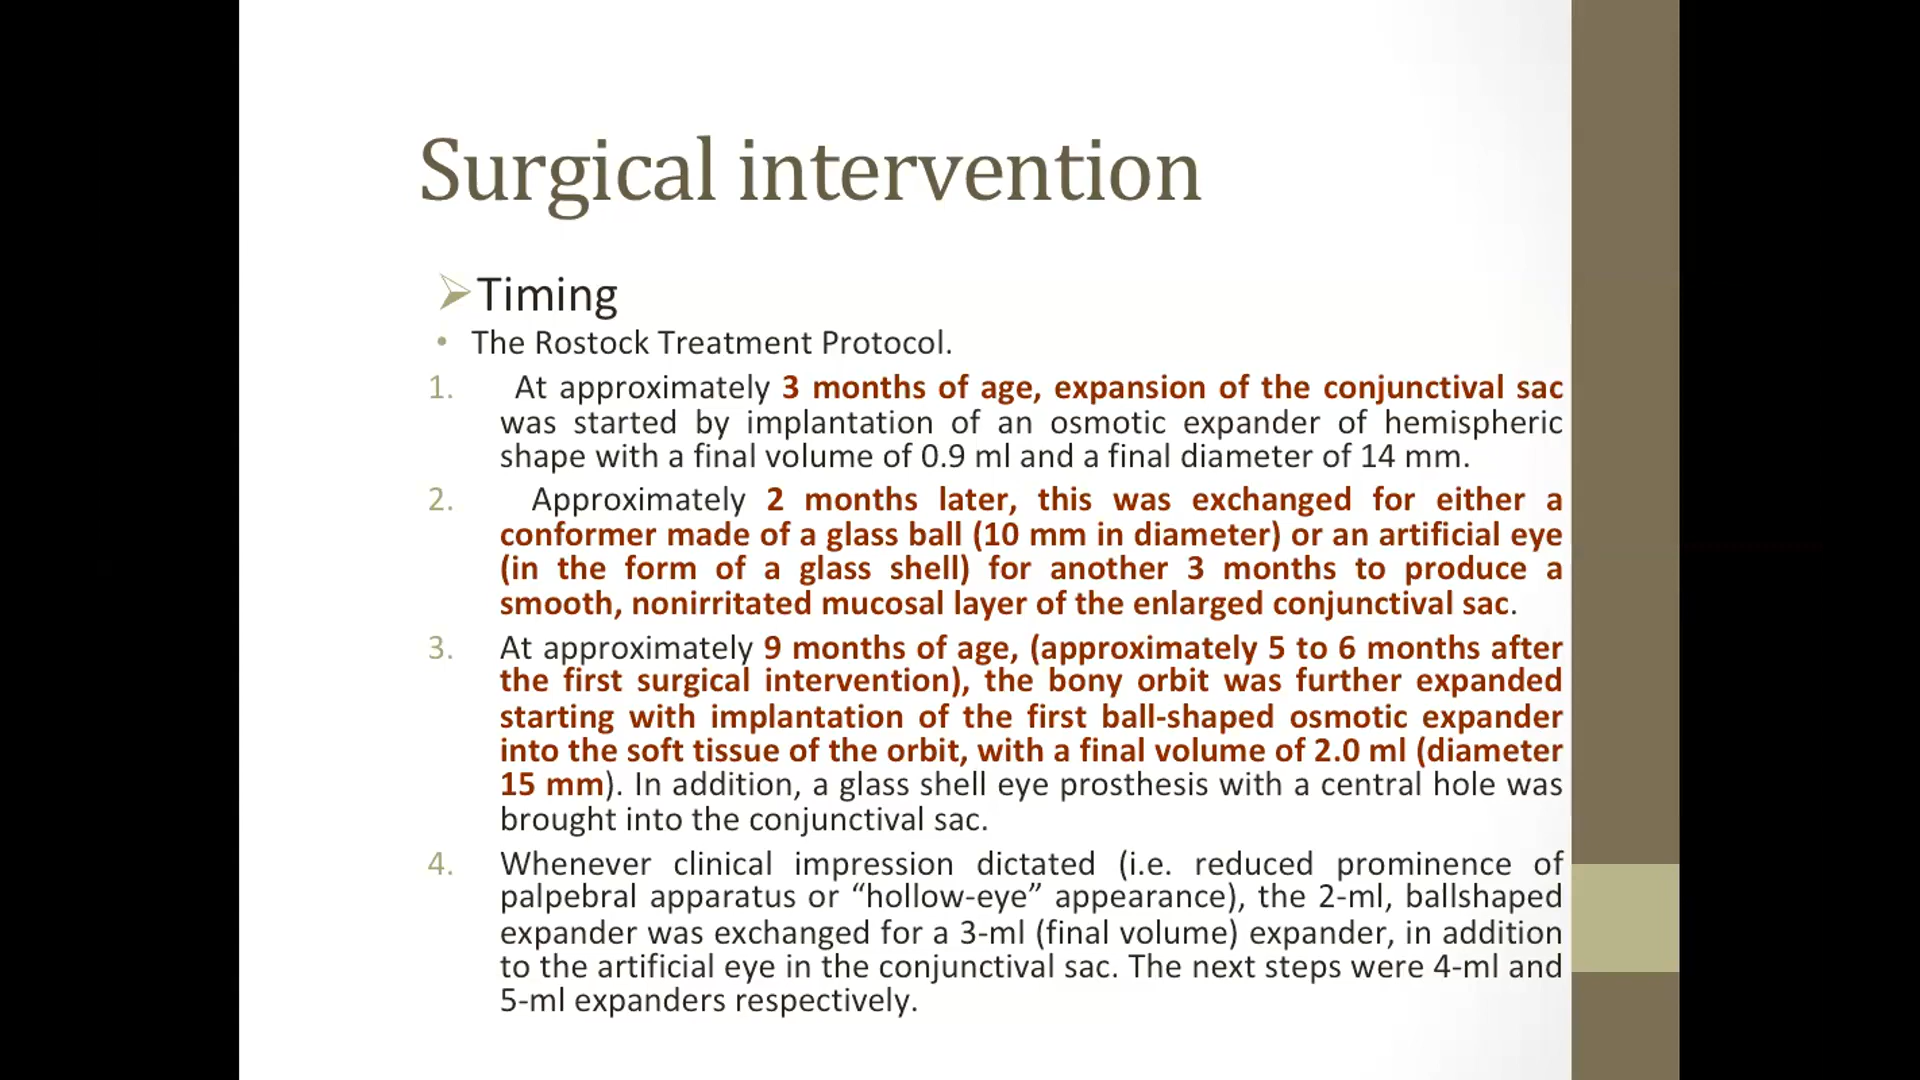 Surgical intervention
Timing
• The Rostock Treatment Protocol.
1. At approximately 3 months of age, expansion of the conjunctival sac
was started by implantation of an osmotic expander of hemispheric
shape with a final volume of 0.9 ml and a final diameter of 14 mm.
2. Approximately 2 months later, this was exchanged for either a
conformer made of a glass ball (10 mm in diameter) or an artificial eye
(in the form of a glass shell) for another 3 months to produce a
smooth, nonirritated mucosal layer of the enlarged conjunctival sac.
3. At approximately 9 months of age, (approximately 5 to 6 months after
the first surgical intervention), the bony orbit was further expanded
starting with implantation of the first ball-shaped osmotic expander
into the soft tissue of the orbit, with a final volume of 2.0 ml (diameter
15 mm). In addition, a glass shell eye prosthesis with a central hole was
brought into the conjunctival sac.
4. Whenever clinical impression dictated (i.e. reduced prominence of
palpebral apparatus or “hollow-eye” appearance), the 2-ml, ballshaped
expander was exchanged for a 3-ml (final volume) expander, in addition
to the artificial eye in the conjunctival sac. The next steps were 4-ml and
5-ml expanders respectively.